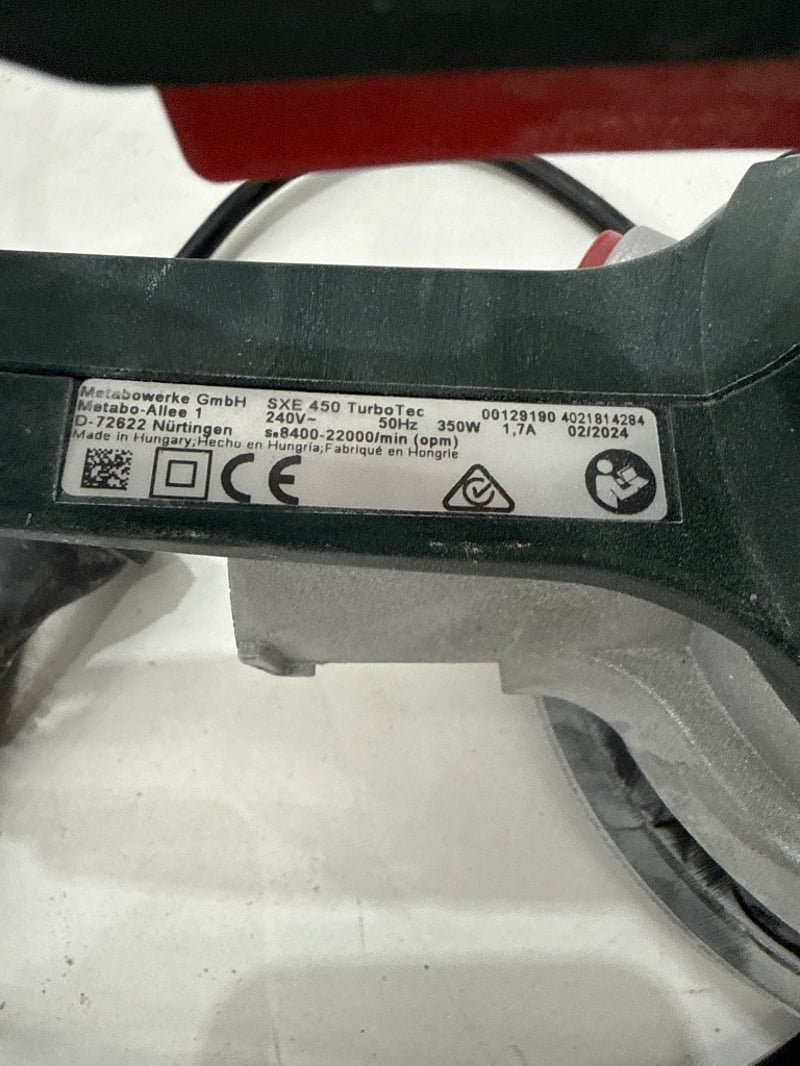 Metabowerke GmbH SXE 450 TurboTec 00129190 4021814284
Metabo-Allee 1 240V~ 50Hz 350W 1,7A 02/2024
D-72622 Nürtingen s₀8400-22000/min (opm)
Made in Hungary;Hecho en Hungría;Fabriqué en Hongrie
CE